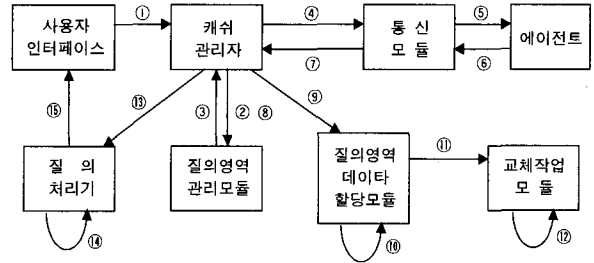 사용자
인터페이스
①
캐쉬
관리자
④
⑦
통 신
모 듈
⑤
⑥
에이전트
⑮
⑬
③
②
⑧
⑨
질 의
처리기
⑭
질의영역
관리모듈
질의영역
데이타
할당모듈
⑩
⑪
교체작업
모 듈
⑫